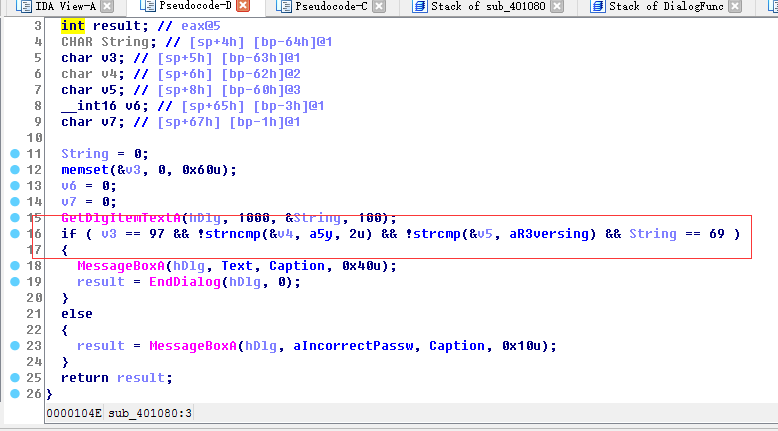 IDA View-A Pseudocode-D Pseudocode-C Stack of sub_401080 Stack of DialogFunc
3 int result; // eax@5
4 CHAR String; // [sp+4h] [bp-64h]@1
5 char v3; // [sp+5h] [bp-63h]@1
6 char v4; // [sp+6h] [bp-62h]@2
7 char v5; // [sp+8h] [bp-60h]@3
8 __int16 v6; // [sp+65h] [bp-3h]@1
9 char v7; // [sp+67h] [bp-1h]@1
10
11 String = 0;
12 memset(&v3, 0, 0x60u);
13 v6 = 0;
14 v7 = 0;
15 GetDlgItemTextA(hDlg, 1000, &String, 100);
16 if ( v3 == 97 && !strncmp(&v4, a5y, 2u) && !strcmp(&v5, aR3versing) && String == 69 )
17 {
18 MessageBoxA(hDlg, Text, Caption, 0x40u);
19 result = EndDialog(hDlg, 0);
20 }
21 else
22 {
23 result = MessageBoxA(hDlg, aIncorrectPassw, Caption, 0x10u);
24 }
25 return result;
26 }
0000104E sub_401080:3